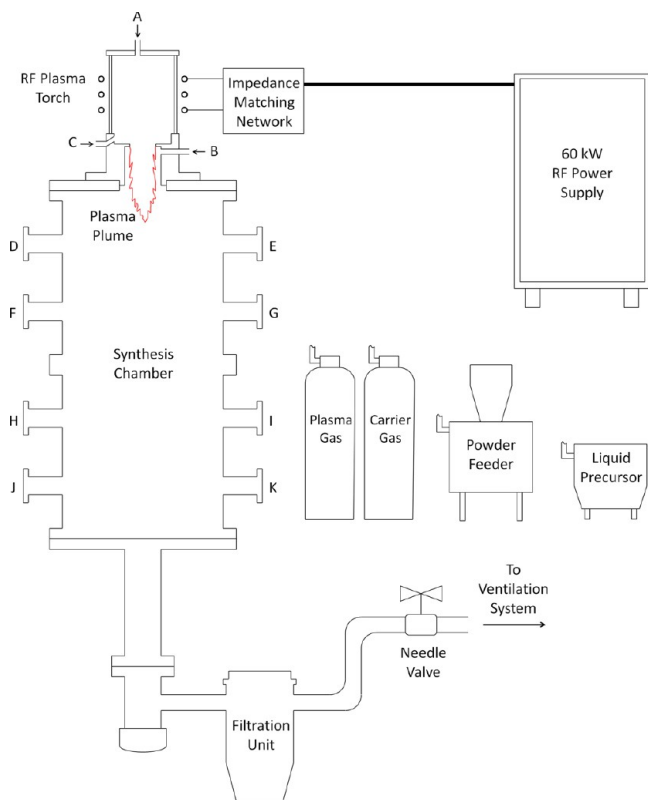 A
RF Plasma
Torch
Impedance
Matching
Network
60 kW
RF Power
Supply
C
B
Plasma
Plume
D
E
F
G
Synthesis
Chamber
H
I
J
K
Plasma
Gas
Carrier
Gas
Powder
Feeder
Liquid
Precursor
To
Ventilation
System
Needle
Valve
Filtration
Unit